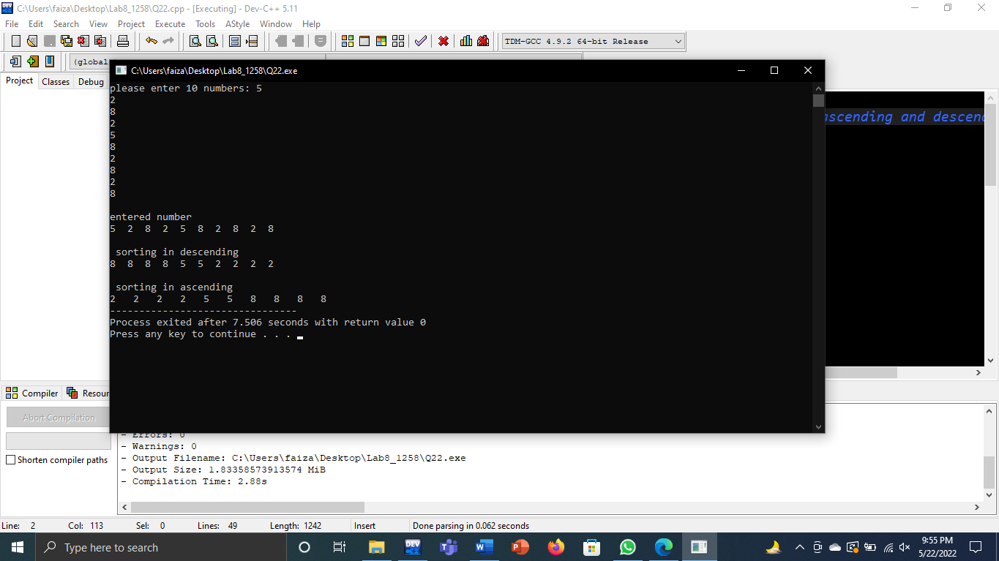 C:\Users\faiza\Desktop\Lab8_1258\Q22.cpp - [Executing] - Dev-C++ 5.11
File Edit Search View Project Execute Tools AStyle Window Help
TDM-GCC 4.9.2 64-bit Release
(global
Project Classes Debug
C:\Users\faiza\Desktop\Lab8_1258\Q22.exe
please enter 10 numbers: 5
2
8
2
5
8
2
8
2
8
entered number
5 2 8 2 5 8 2 8 2 8
sorting in descending
8 8 8 8 5 5 2 2 2 2
sorting in ascending
2 2 2 2 5 5 8 8 8 8
--------------------------------
Process exited after 7.506 seconds with return value 0
Press any key to continue . . .
ascending and descend
Compiler Resour
Abort Compilation
Shorten compiler paths
- Errors: 0
- Warnings: 0
- Output Filename: C:\Users\faiza\Desktop\Lab8_1258\Q22.exe
- Output Size: 1.83358573913574 MiB
- Compilation Time: 2.88s
Line: 2 Col: 113 Sel: 0 Lines: 49 Length: 1242 Insert Done parsing in 0.062 seconds
Type here to search
9:55 PM
5/22/2022